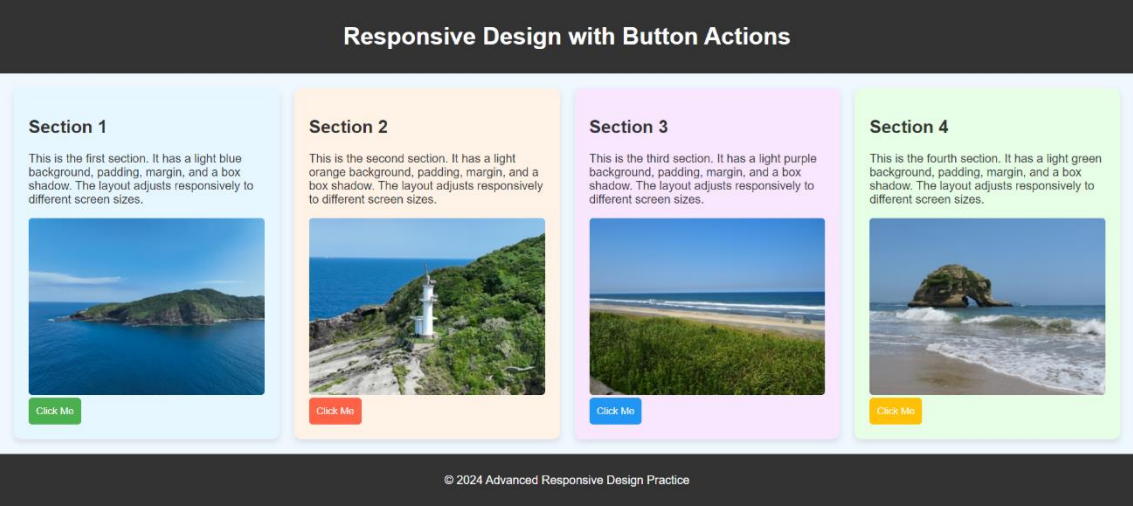 Responsive Design with Button Actions
Section 1
This is the first section. It has a light blue
background, padding, margin, and a box
shadow. The layout adjusts responsively to
different screen sizes.
Click Me
Section 2
This is the second section. It has a light
orange background, padding, margin, and a
box shadow. The layout adjusts responsively
to different screen sizes.
Click Me
Section 3
This is the third section. It has a light purple
background, padding, margin, and a box
shadow. The layout adjusts responsively to
different screen sizes.
Click Me
Section 4
This is the fourth section. It has a light green
background, padding, margin, and a box
shadow. The layout adjusts responsively to
different screen sizes.
Click Me
© 2024 Advanced Responsive Design Practice